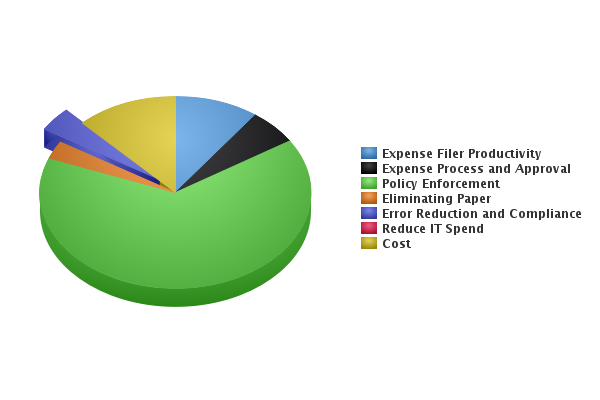 Expense Filer Productivity
Expense Process and Approval
Policy Enforcement
Eliminating Paper
Error Reduction and Compliance
Reduce IT Spend
Cost